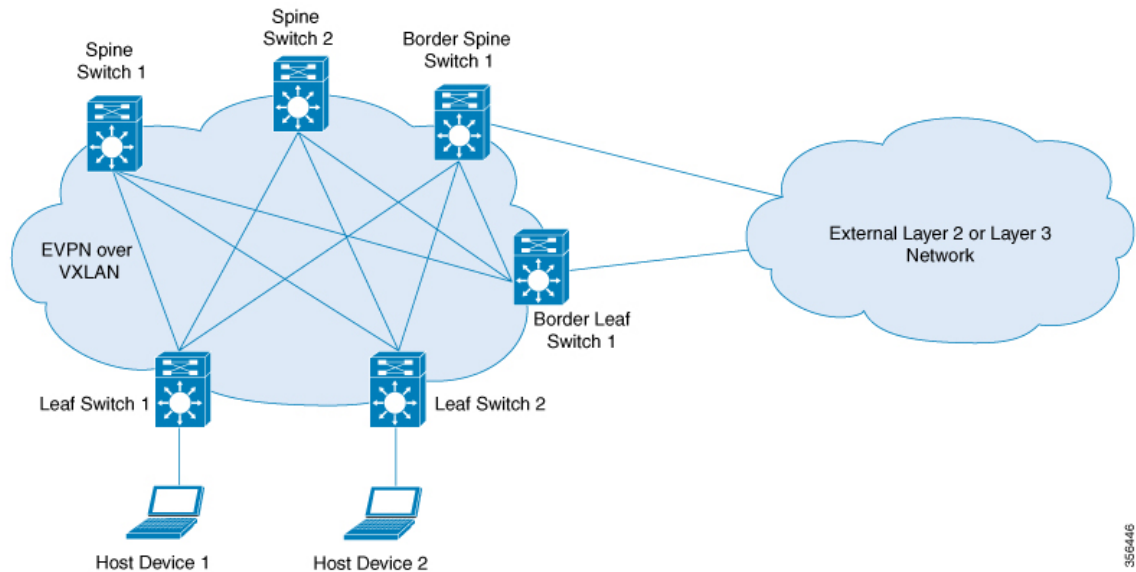 Spine
Switch 2
Border Spine
Switch 1
Spine
Switch 1
EVPN over
VXLAN
External Layer 2 or Layer 3
Network
Border Leaf
Switch 1
Leaf Switch 1
Leaf Switch 2
Host Device 1
Host Device 2
356446